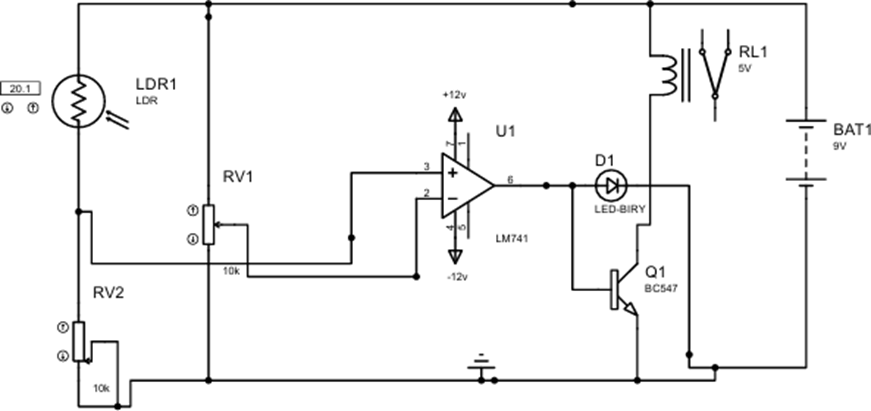 20.1
LDR1
LDR
RV1
10k
RV2
10k
+12v
U1
7
1
3
2
6
4
5
LM741
-12v
D1
LED-BIRY
Q1
BC547
RL1
5V
BAT1
9V